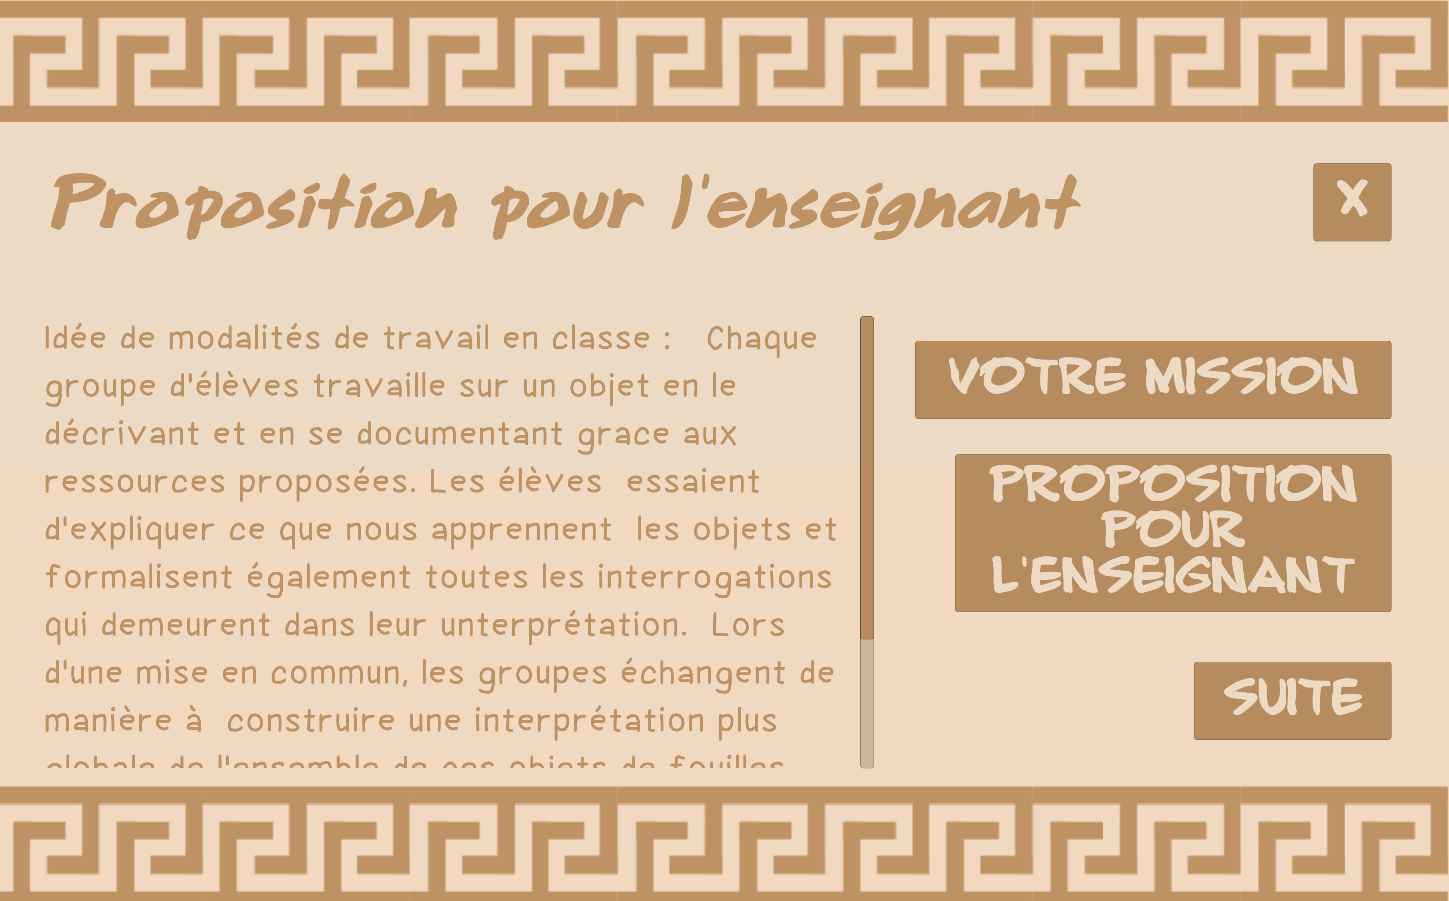 Proposition pour l'enseignant
X
Idée de modalités de travail en classe :   Chaque
groupe d'élèves travaille sur un objet en le
décrivant et en se documentant grace aux
ressources proposées. Les élèves  essaient
d'expliquer ce que nous apprennent  les objets et
formalisent également toutes les interrogations
qui demeurent dans leur unterprétation.  Lors
d'une mise en commun, les groupes échangent de
manière à  construire une interprétation plus
globale de l'ensemble de ces objets de fouilles
VOTRE MISSION
PROPOSITION
POUR
L'ENSEIGNANT
SUITE